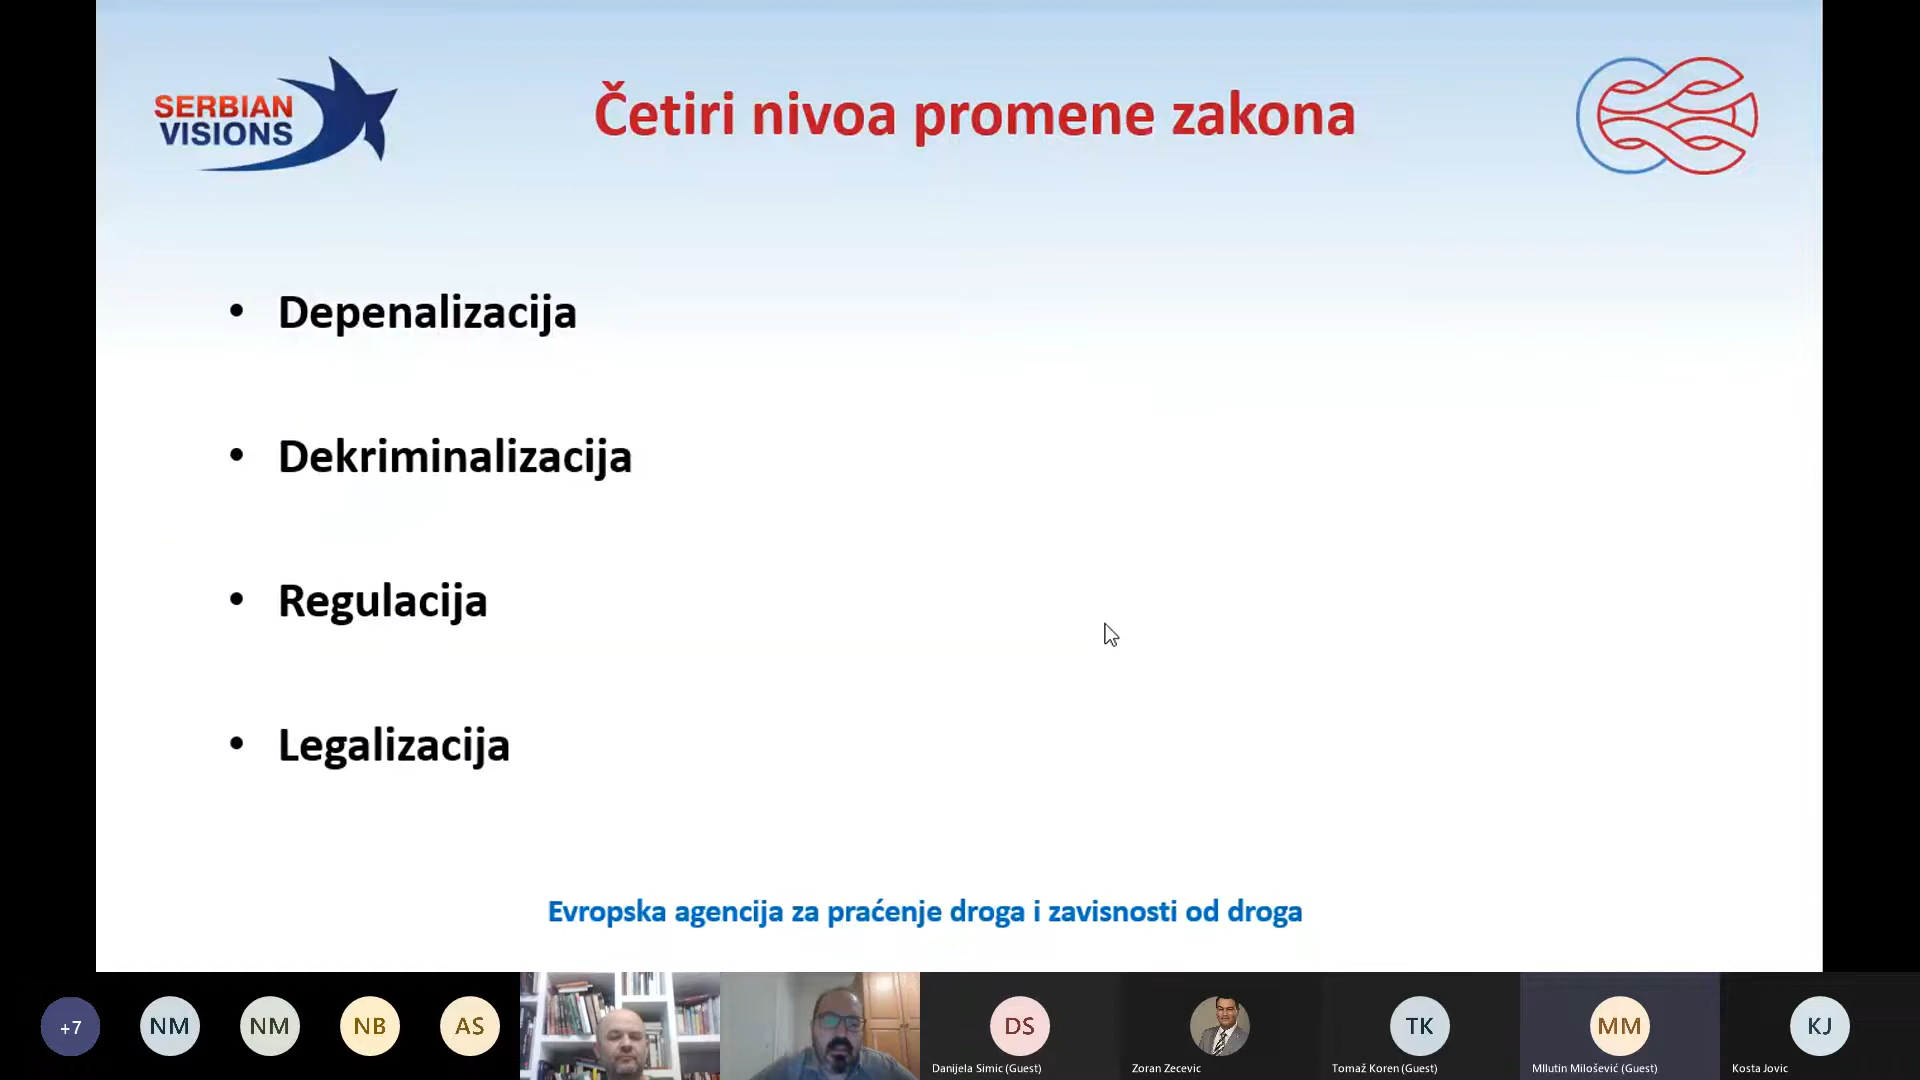 SERBIAN
VISIONS
Četiri nivoa promene zakona
• Depenalizacija
• Dekriminalizacija
• Regulacija
• Legalizacija
Evropska agencija za praćenje droga i zavisnosti od droga
+7
NM
NM
NB
AS
DS
TK
MM
KJ
Danijela Simic (Guest)
Zoran Zecevic
Tomaž Koren (Guest)
MIlutin Milošević (Guest)
Kosta Jovic